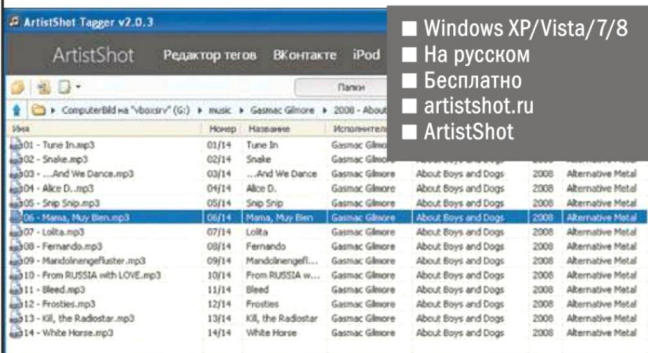 ArtistShot Tagger v2.0.3
ArtistShot Редактор тегов ВКонтакте iPod
Папки
ComputerBild на "vboxsrv" (G:) music Gasmac Gilmore 2008 - About
Имя Номер Название Исполнитель
01 - Tune In.mp3 01/14 Tune In Gasmac Gilmore
02 - Snake.mp3 02/14 Snake Gasmac Gilmore
03 - ...And We Dance.mp3 03/14 ...And We Dance Gasmac Gilmore About Boys and Dogs 2008 Alternative Metal
04 - Alice D..mp3 04/14 Alice D. Gasmac Gilmore About Boys and Dogs 2008 Alternative Metal
05 - Snip Snip.mp3 05/14 Snip Snip Gasmac Gilmore About Boys and Dogs 2008 Alternative Metal
06 - Mama, Muy Bien.mp3 06/14 Mama, Muy Bien Gasmac Gilmore About Boys and Dogs 2008 Alternative Metal
07 - Lolita.mp3 07/14 Lolita Gasmac Gilmore About Boys and Dogs 2008 Alternative Metal
08 - Fernando.mp3 08/14 Fernando Gasmac Gilmore About Boys and Dogs 2008 Alternative Metal
09 - Mandolinengefluster.mp3 09/14 Mandolinengefl... Gasmac Gilmore About Boys and Dogs 2008 Alternative Metal
10 - From RUSSIA with LOVE.mp3 10/14 From RUSSIA w... Gasmac Gilmore About Boys and Dogs 2008 Alternative Metal
11 - Bleed.mp3 11/14 Bleed Gasmac Gilmore About Boys and Dogs 2008 Alternative Metal
12 - Frosties.mp3 12/14 Frosties Gasmac Gilmore About Boys and Dogs 2008 Alternative Metal
13 - Kill, the Radiostar.mp3 13/14 Kill, the Radiostar Gasmac Gilmore About Boys and Dogs 2008 Alternative Metal
14 - White Horse.mp3 14/14 White Horse Gasmac Gilmore About Boys and Dogs 2008 Alternative Metal
Windows XP/Vista/7/8
На русском
Бесплатно
artistshot.ru
ArtistShot